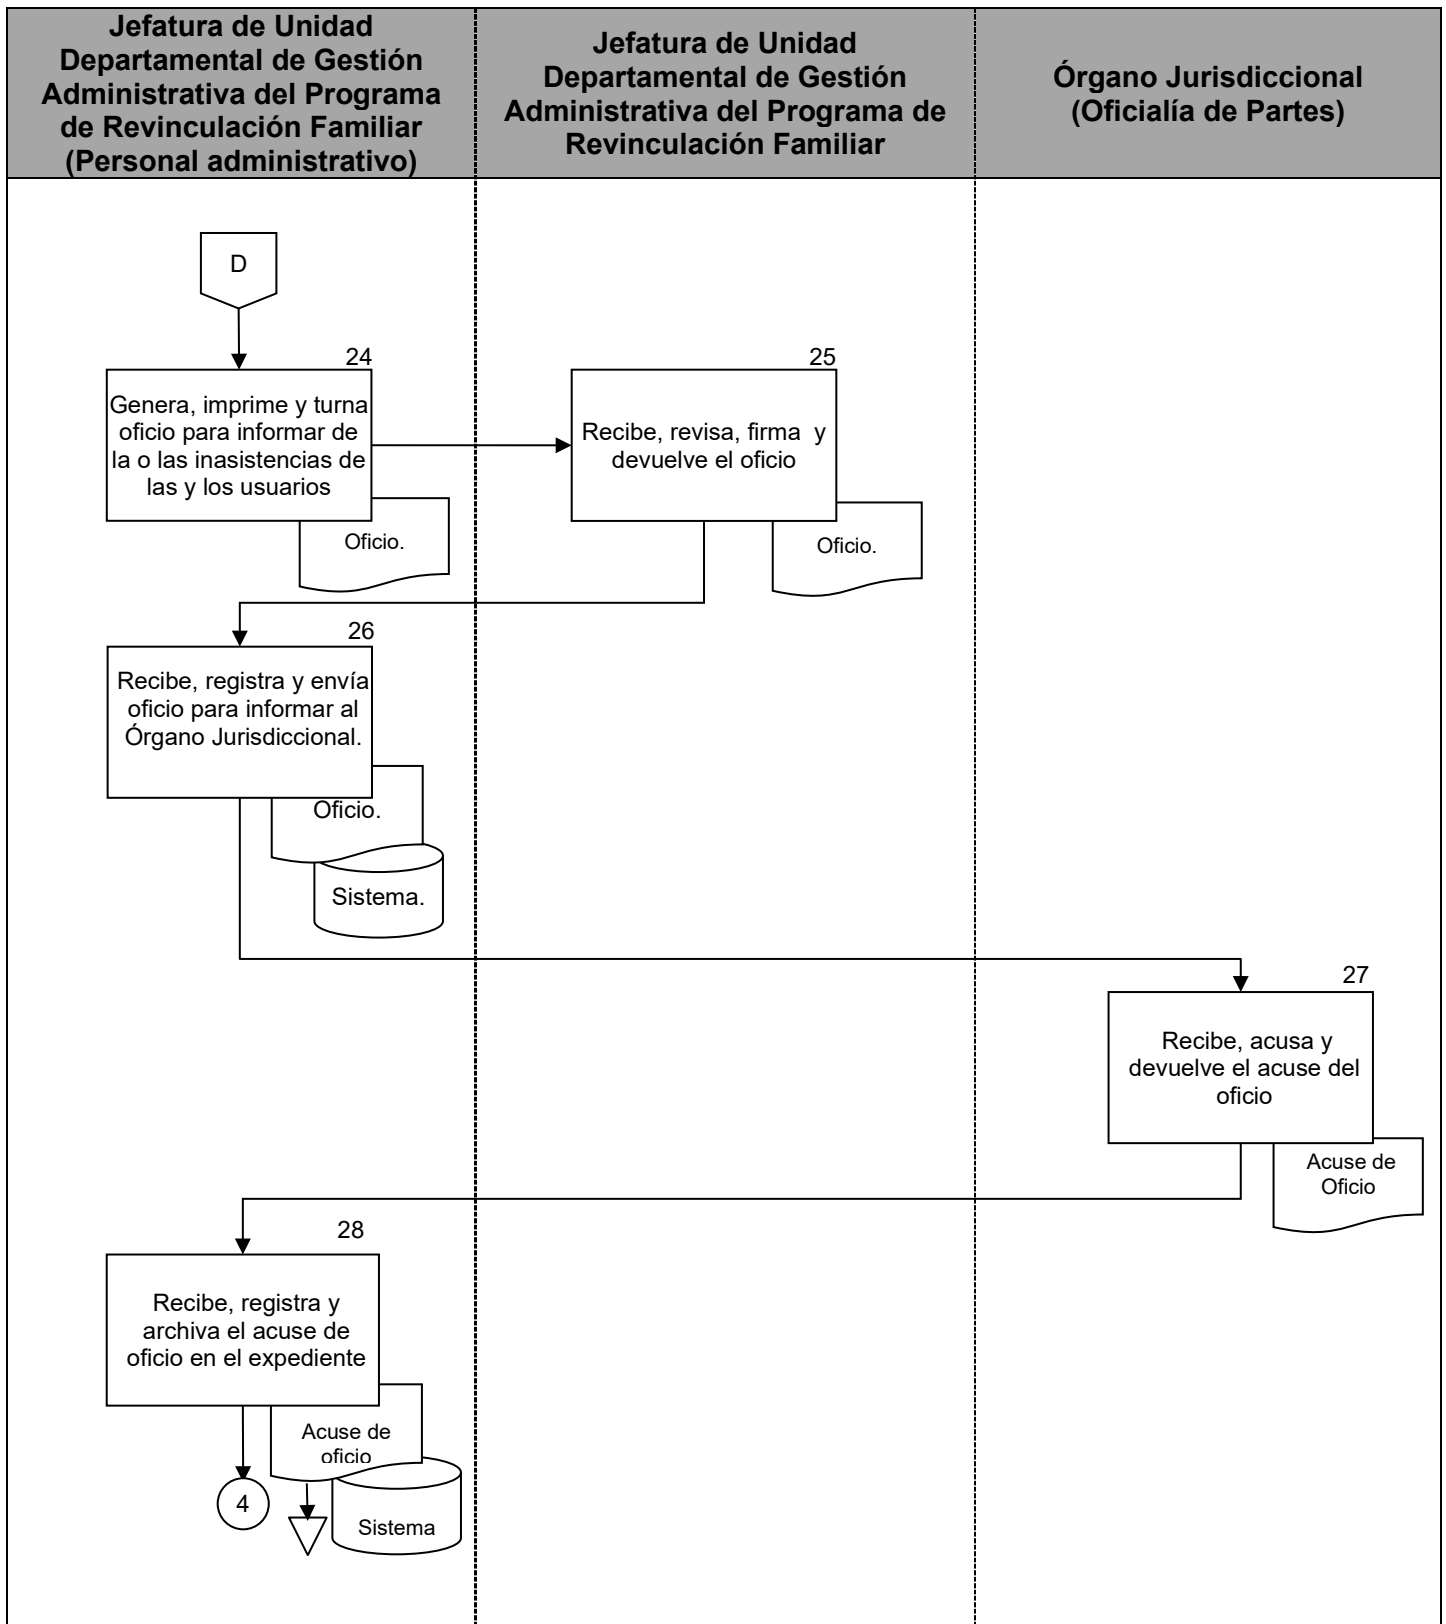 Jefatura de Unidad
Departamental de Gestión
Administrativa del Programa
de Revinculación Familiar
(Personal administrativo)
Jefatura de Unidad
Departamental de Gestión
Administrativa del Programa de
Revinculación Familiar
Órgano Jurisdiccional
(Oficialía de Partes)
D
24
Genera, imprime y turna
oficio para informar de
la o las inasistencias de
las y los usuarios
Oficio.
25
Recibe, revisa, firma y
devuelve el oficio
Oficio.
26
Recibe, registra y envía
oficio para informar al
Órgano Jurisdiccional.
Oficio.
Sistema.
27
Recibe, acusa y
devuelve el acuse del
oficio
Acuse de
Oficio
28
Recibe, registra y
archiva el acuse de
oficio en el expediente
Acuse de
oficio
Sistema
4